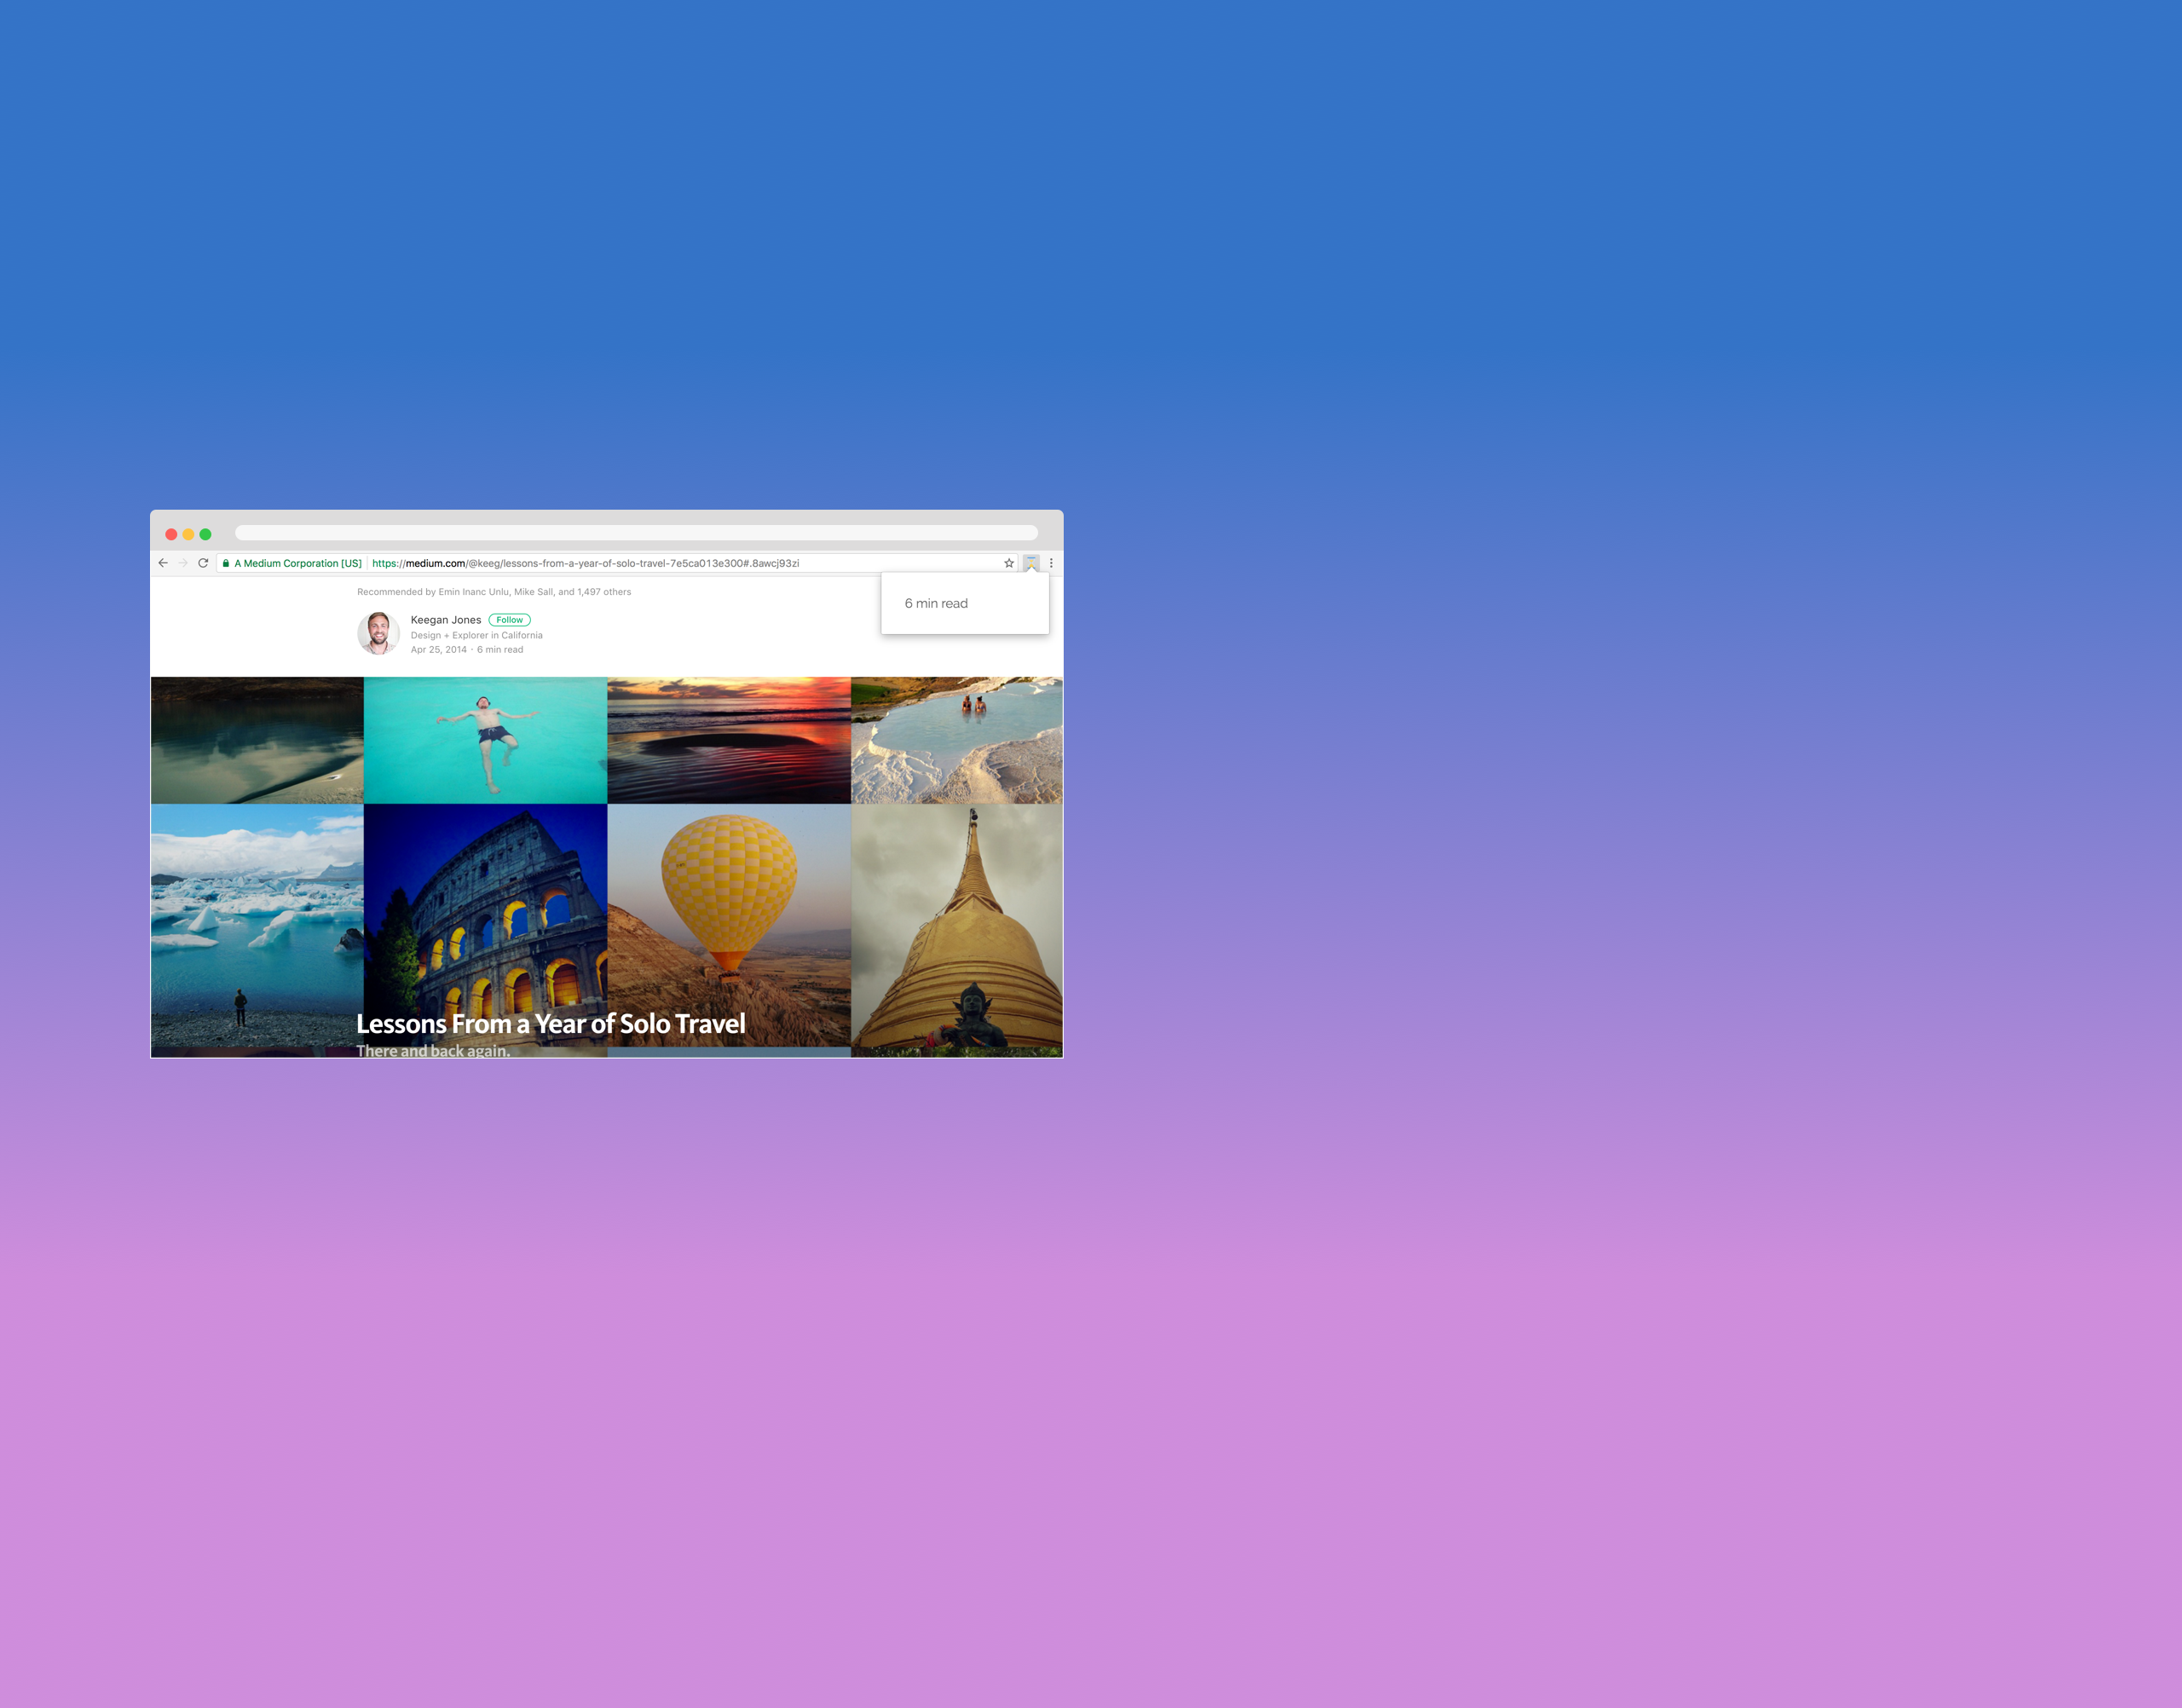 A Medium Corporation [US] https://medium.com/@keeg/lessons-from-a-year-of-solo-travel-7e5ca013e300#.8awcj93zi
Recommended by Emin Inanc Unlu, Mike Sall, and 1,497 others
6 min read
Keegan Jones Follow
Design + Explorer in California
Apr 25, 2014 · 6 min read
Lessons From a Year of Solo Travel
There and back again.